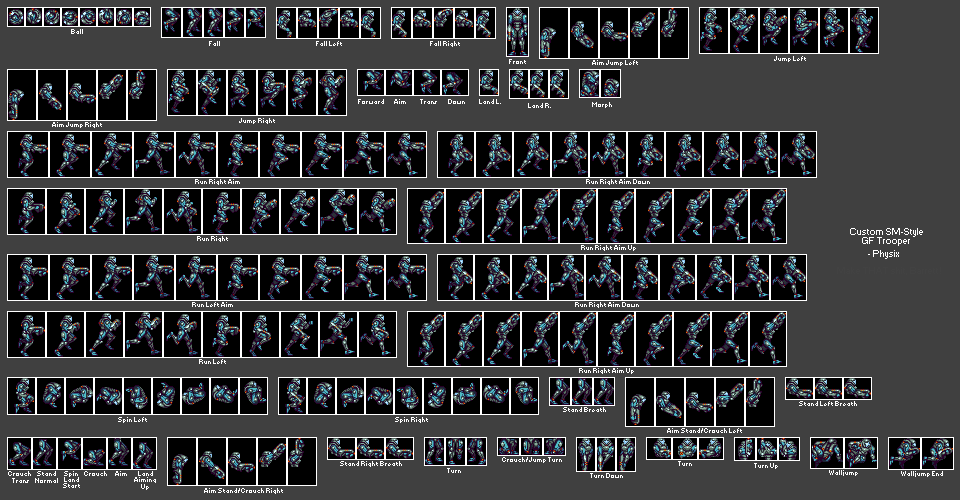 Ball
Fall
Fall Left
Fall Right
Front
Aim Jump Left
Jump Left
Aim Jump Right
Jump Right
Forward Aim Trans Down
Land L.
Land R.
Morph
Run Right Aim
Run Right Aim Down
Run Right
Run Right Aim Up
Custom SM-Style
GF Trooper
- Physix
Run Left Aim
Run Right Aim Down
Run Left
Run Right Aim Up
Spin Left
Spin Right
Stand Breath
Aim Stand/Crouch Left
Stand Left Breath
Crouch Trans
Stand Normal
Spin Land Start
Crouch
Aim
Land Aiming Up
Aim Stand/Crouch Right
Stand Right Breath
Turn
Crouch/Jump Turn
Turn Down
Turn
Turn Up
Walljump
Walljump End